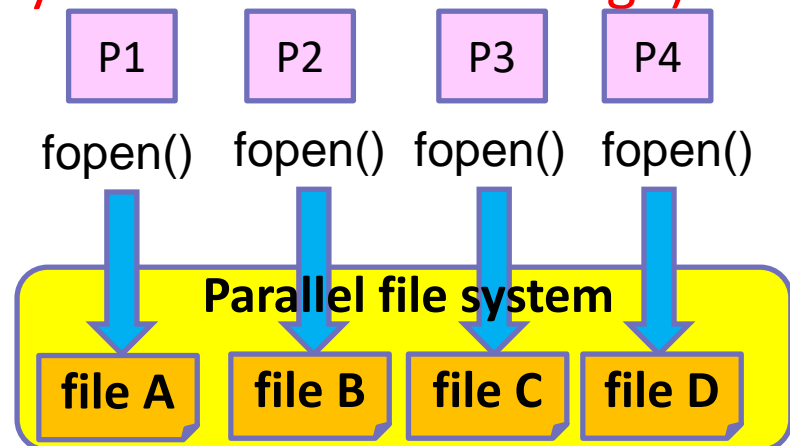 P1 P2 P3 P4
fopen() fopen() fopen() fopen()
Parallel file system
file A file B file C file D